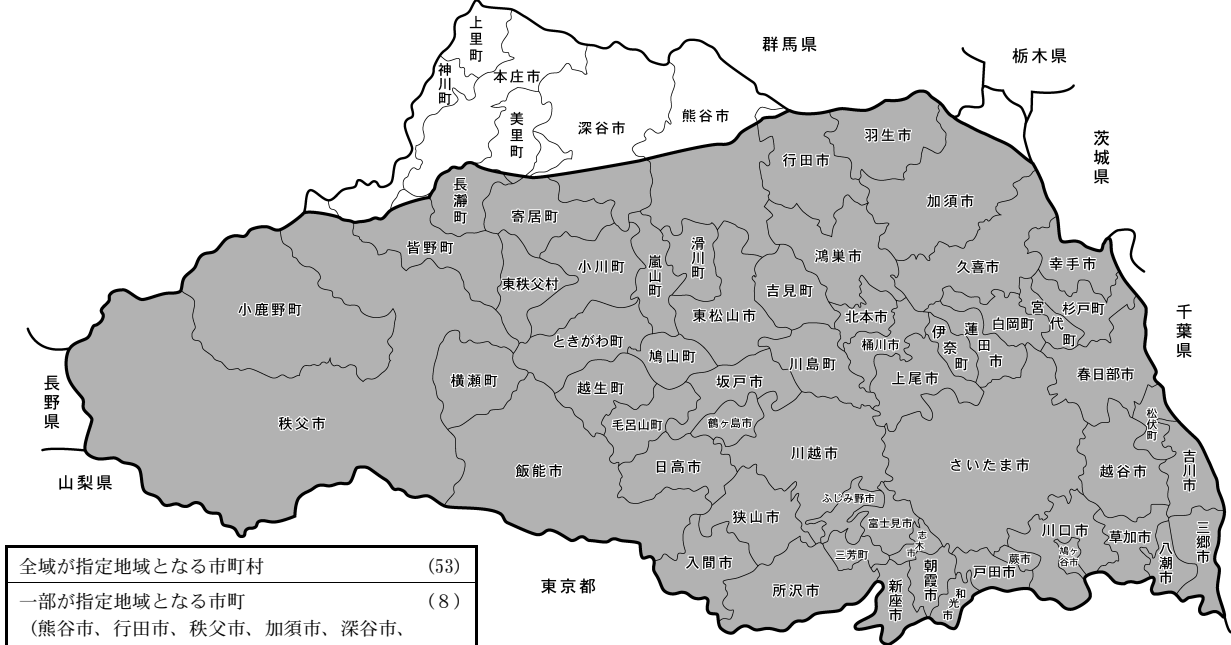 群馬県
栃木県
茨城県
千葉県
長野県
山梨県
東京都
上里町
神川町
本庄市
美里町
深谷市
熊谷市
羽生市
行田市
加須市
長瀞町
寄居町
皆野町
小川町
東秩父村
嵐山町
滑川町
吉見町
鴻巣市
久喜市
幸手市
小鹿野町
東松山市
北本市
伊奈町
蓮田市
白岡町
宮代町
杉戸町
ときがわ町
鳩山町
川島町
桶川市
上尾市
春日部市
横瀬町
越生町
坂戸市
秩父市
毛呂山町
鶴ヶ島市
松伏町
飯能市
日高市
川越市
さいたま市
越谷市
吉川市
狭山市
ふじみ野市
富士見市
志木市
川口市
草加市
三郷市
入間市
三芳町
朝霞市
戸田市
蕨市
鳩ヶ谷市
八潮市
所沢市
新座市
和光市
全域が指定地域となる市町村 (53)
一部が指定地域となる市町 (8)
(熊谷市、行田市、秩父市、加須市、深谷市、